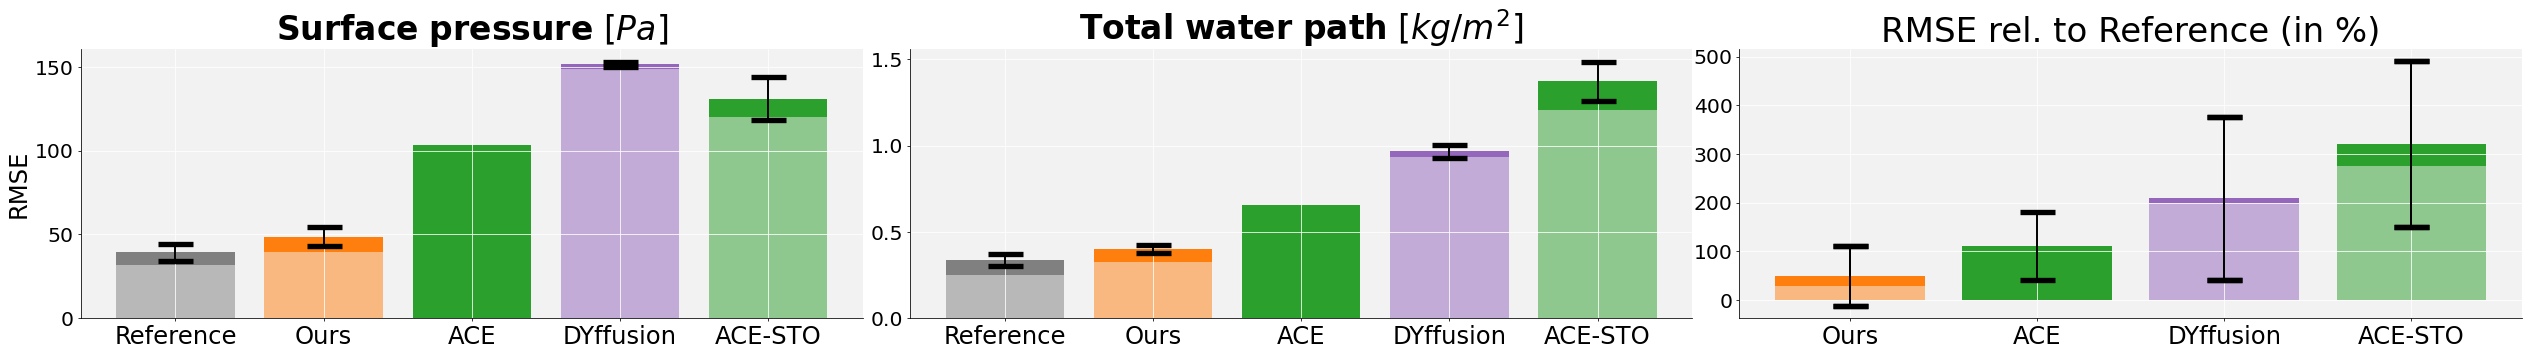 Surface pressure [Pa]
RMSE
150
100
50
0
Reference Ours ACE DYffusion ACE-STO
Total water path [kg/m²]
1.5
1.0
0.5
0.0
Reference Ours ACE DYffusion ACE-STO
RMSE rel. to Reference (in %)
500
400
300
200
100
0
Ours ACE DYffusion ACE-STO